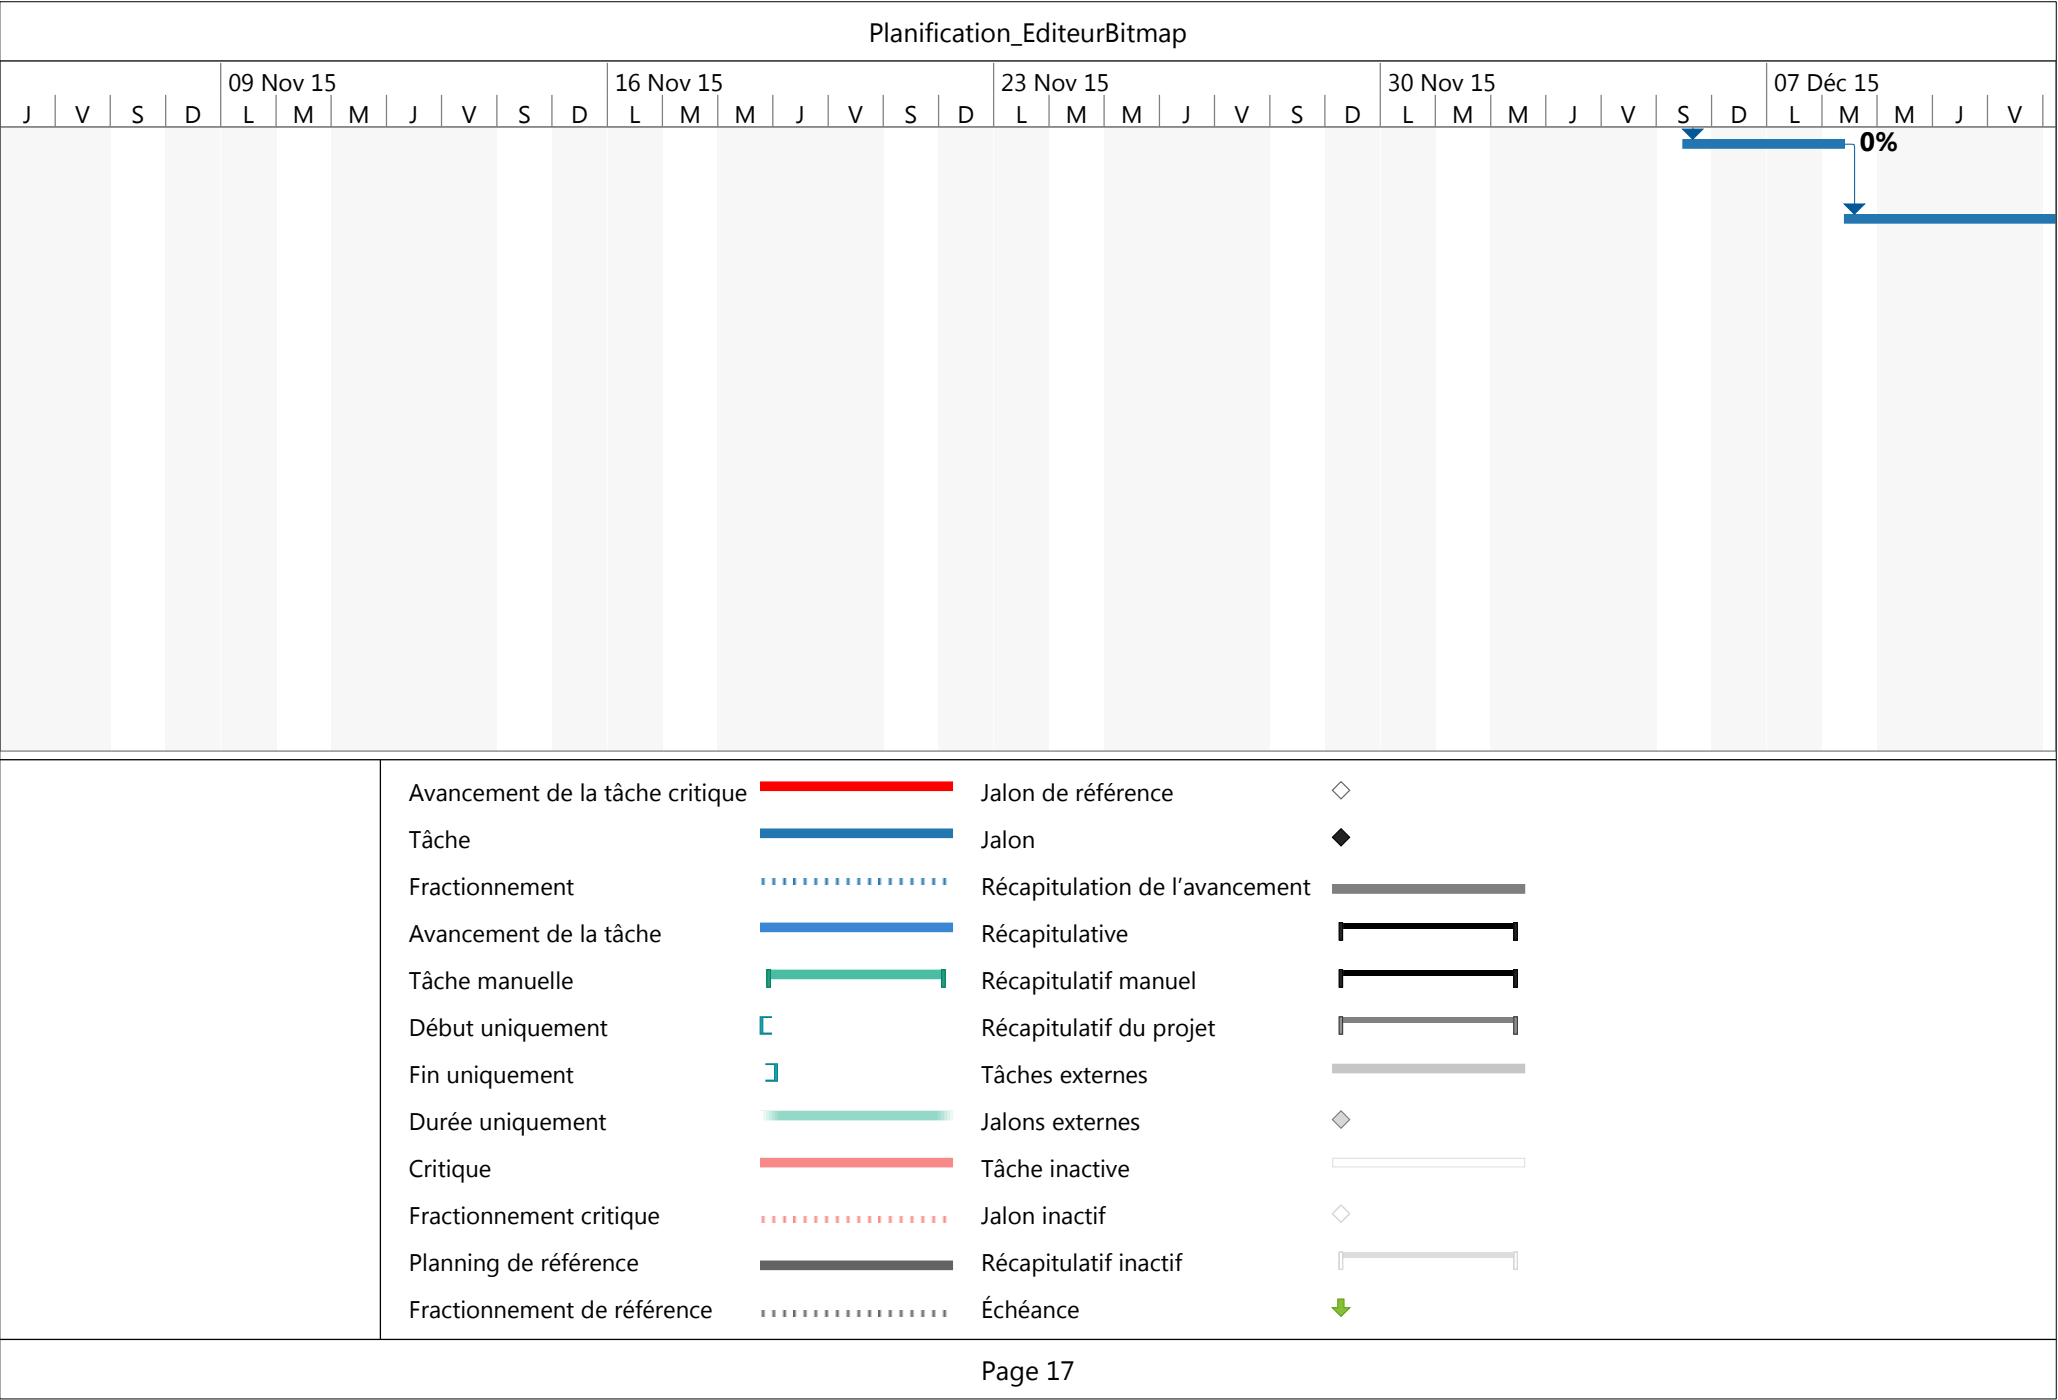 Planification_EditeurBitmap
09 Nov 15 16 Nov 15 23 Nov 15 30 Nov 15 07 Déc 15
J V S D L M M J V S D L M M J V S D L M M J V S D L M M J V S D L M M J V
0%
Avancement de la tâche critique
Tâche
Fractionnement
Avancement de la tâche
Tâche manuelle
Début uniquement
Fin uniquement
Durée uniquement
Critique
Fractionnement critique
Planning de référence
Fractionnement de référence
Jalon de référence
Jalon
Récapitulation de l'avancement
Récapitulative
Récapitulatif manuel
Récapitulatif du projet
Tâches externes
Jalons externes
Tâche inactive
Jalon inactif
Récapitulatif inactif
Échéance
Page 17